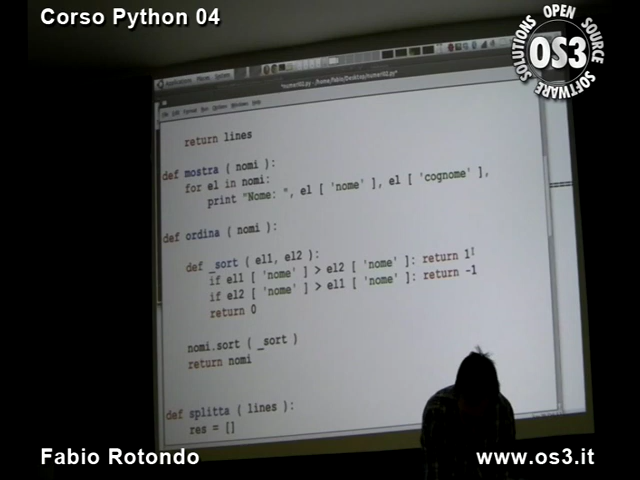 Corso Python 04
SOLUTIONS OPEN SOURCE SOFTWARE
OS3
return lines
def mostra ( nomi ):
for el in nomi:
print "Nome: ", el [ 'nome' ], el [ 'cognome' ],
def ordina ( nomi ):
def _sort ( el1, el2 ):
if el1 [ 'nome' ] > el2 [ 'nome' ]: return 1
if el2 [ 'nome' ] > el1 [ 'nome' ]: return -1
return 0
nomi.sort ( _sort )
return nomi
def splitta ( lines ):
res = []
Fabio Rotondo
www.os3.it